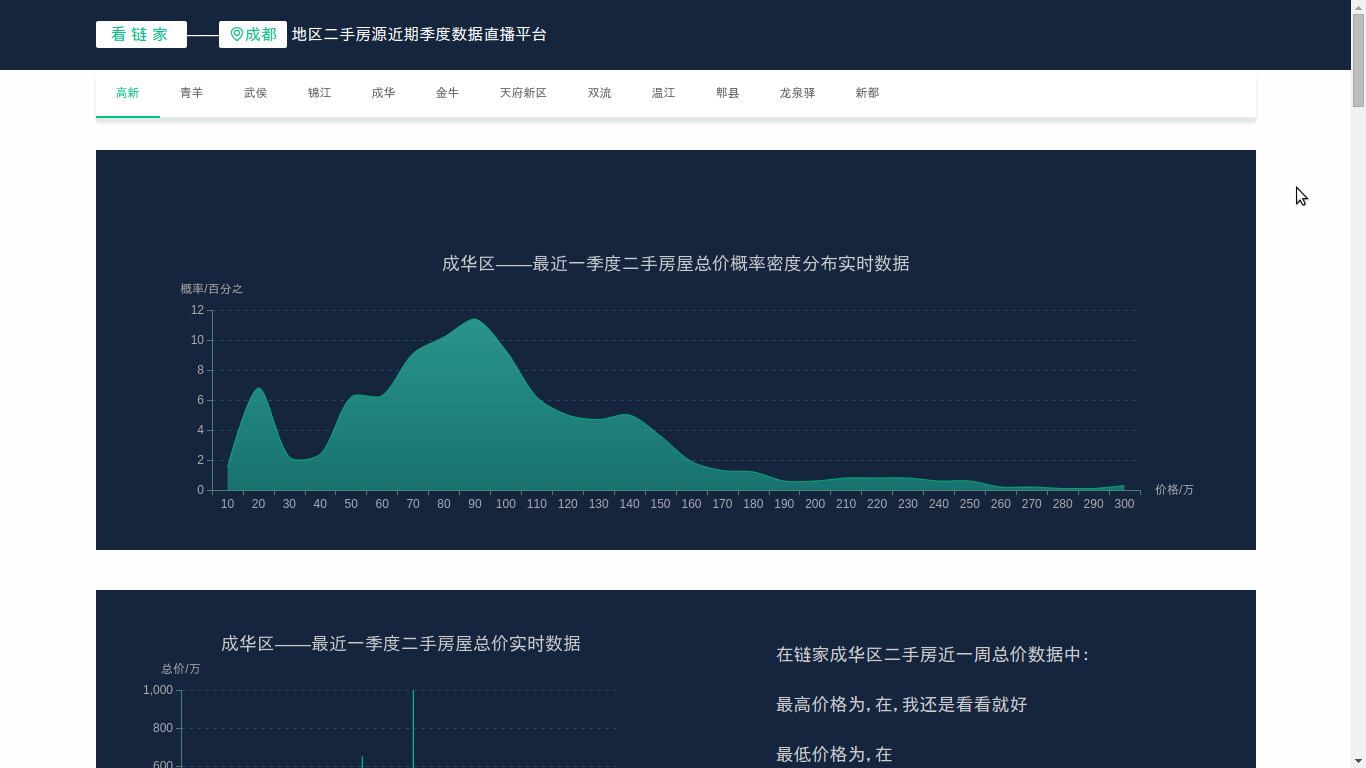 看链家——成都 地区二手房源近期季度数据直播平台
高新 青羊 武侯 锦江 成华 金牛 天府新区 双流 温江 郫县 龙泉驿 新都
成华区——最近一季度二手房屋总价概率密度分布实时数据
概率/百分之
12
10
8
6
4
2
0
10 20 30 40 50 60 70 80 90 100 110 120 130 140 150 160 170 180 190 200 210 220 230 240 250 260 270 280 290 300
价格/万
成华区——最近一季度二手房屋总价实时数据
总价/万
1,000
800
600
在链家成华区二手房近一周总价数据中：
最高价格为，在，我还是看看就好
最低价格为，在